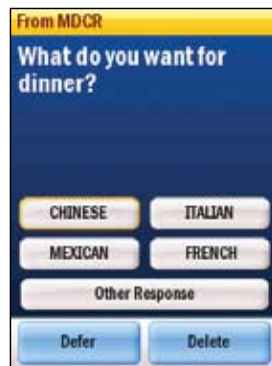 From MDCR
What do you want for
dinner?
CHINESE
ITALIAN
MEXICAN
FRENCH
Other Response
Defer
Delete